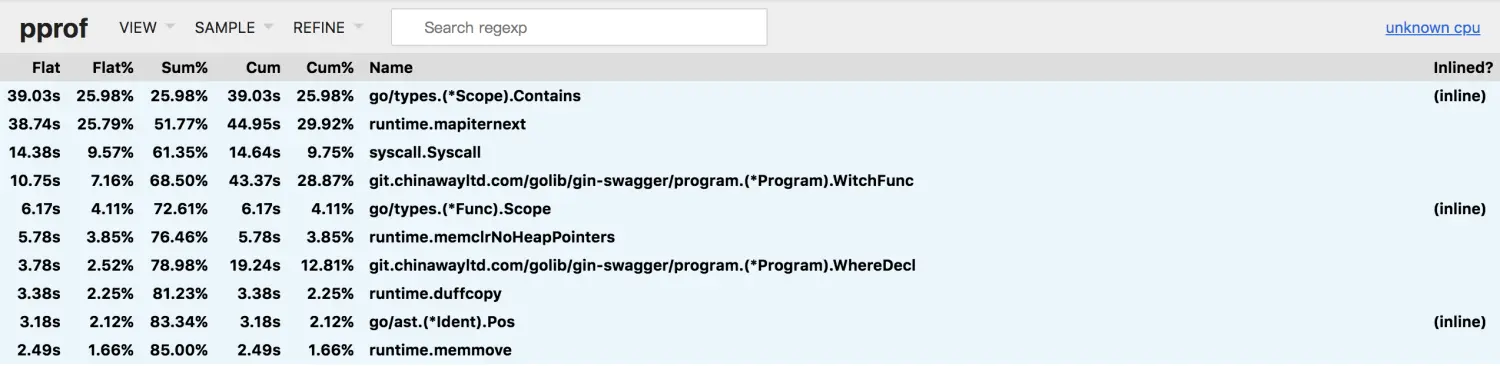 pprof VIEW SAMPLE REFINE Search regexp unknown cpu
Flat Flat% Sum% Cum Cum% Name Inlined?
39.03s 25.98% 25.98% 39.03s 25.98% go/types.(*Scope).Contains (inline)
38.74s 25.79% 51.77% 44.95s 29.92% runtime.mapiternext
14.38s 9.57% 61.35% 14.64s 9.75% syscall.Syscall
10.75s 7.16% 68.50% 43.37s 28.87% git.chinawayltd.com/golib/gin-swagger/program.(*Program).WitchFunc
6.17s 4.11% 72.61% 6.17s 4.11% go/types.(*Func).Scope (inline)
5.78s 3.85% 76.46% 5.78s 3.85% runtime.memclrNoHeapPointers
3.78s 2.52% 78.98% 19.24s 12.81% git.chinawayltd.com/golib/gin-swagger/program.(*Program).WhereDecl
3.38s 2.25% 81.23% 3.38s 2.25% runtime.duffcopy
3.18s 2.12% 83.34% 3.18s 2.12% go/ast.(*Ident).Pos (inline)
2.49s 1.66% 85.00% 2.49s 1.66% runtime.memmove